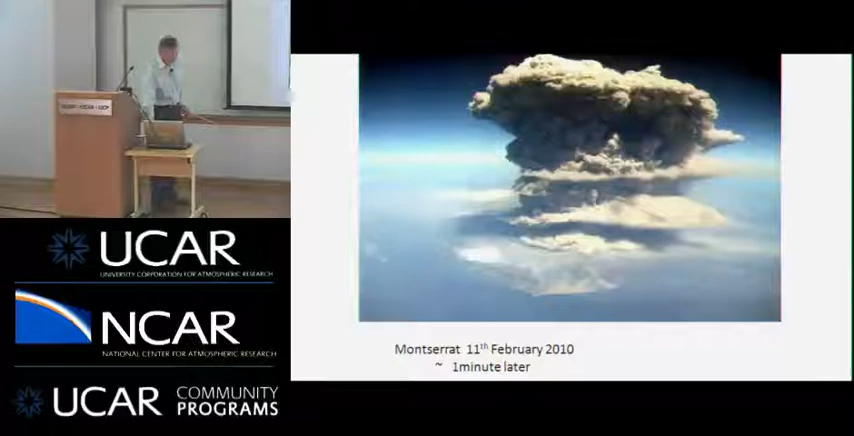 UCAR
UNIVERSITY CORPORATION FOR ATMOSPHERIC RESEARCH
NCAR
NATIONAL CENTER FOR ATMOSPHERIC RESEARCH
UCAR COMMUNITY PROGRAMS
Montserrat 11th February 2010
~ 1minute later